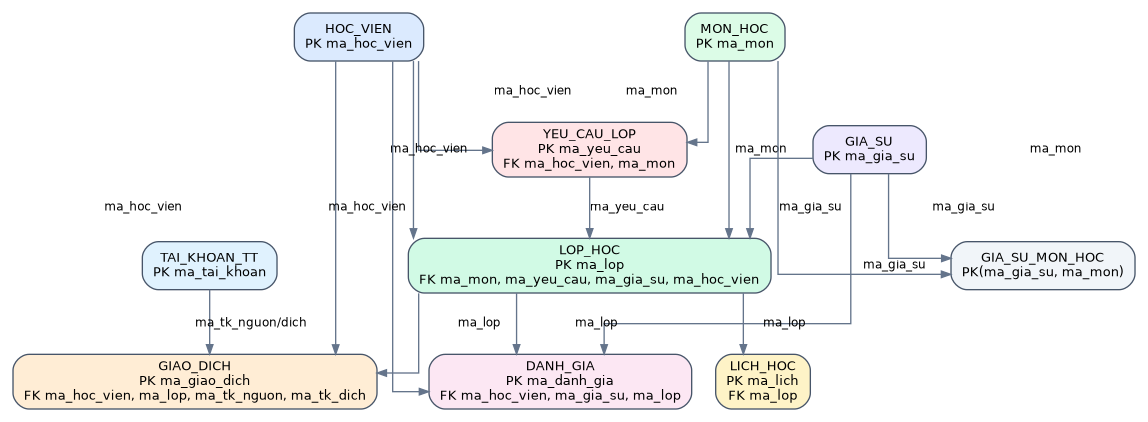 HOC_VIEN
PK ma_hoc_vien
MON_HOC
PK ma_mon
ma_hoc_vien
ma_mon
YEU_CAU_LOP
PK ma_yeu_cau
FK ma_hoc_vien, ma_mon
GIA_SU
PK ma_gia_su
ma_hoc_vien
ma_mon
ma_mon
ma_hoc_vien
ma_hoc_vien
ma_yeu_cau
ma_gia_su
ma_gia_su
TAI_KHOAN_TT
PK ma_tai_khoan
LOP_HOC
PK ma_lop
FK ma_mon, ma_yeu_cau, ma_gia_su, ma_hoc_vien
ma_gia_su
GIA_SU_MON_HOC
PK(ma_gia_su, ma_mon)
ma_tk_nguon/dich
ma_lop
ma_lop
ma_lop
GIAO_DICH
PK ma_giao_dich
FK ma_hoc_vien, ma_lop, ma_tk_nguon, ma_tk_dich
DANH_GIA
PK ma_danh_gia
FK ma_hoc_vien, ma_gia_su, ma_lop
LICH_HOC
PK ma_lich
FK ma_lop